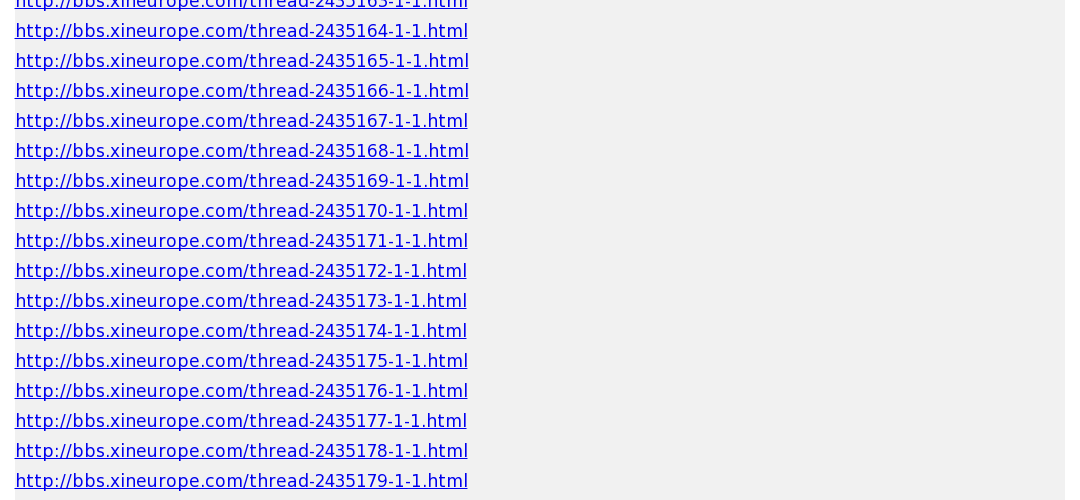 http://bbs.xineurope.com/thread-2435163-1-1.html
http://bbs.xineurope.com/thread-2435164-1-1.html
http://bbs.xineurope.com/thread-2435165-1-1.html
http://bbs.xineurope.com/thread-2435166-1-1.html
http://bbs.xineurope.com/thread-2435167-1-1.html
http://bbs.xineurope.com/thread-2435168-1-1.html
http://bbs.xineurope.com/thread-2435169-1-1.html
http://bbs.xineurope.com/thread-2435170-1-1.html
http://bbs.xineurope.com/thread-2435171-1-1.html
http://bbs.xineurope.com/thread-2435172-1-1.html
http://bbs.xineurope.com/thread-2435173-1-1.html
http://bbs.xineurope.com/thread-2435174-1-1.html
http://bbs.xineurope.com/thread-2435175-1-1.html
http://bbs.xineurope.com/thread-2435176-1-1.html
http://bbs.xineurope.com/thread-2435177-1-1.html
http://bbs.xineurope.com/thread-2435178-1-1.html
http://bbs.xineurope.com/thread-2435179-1-1.html